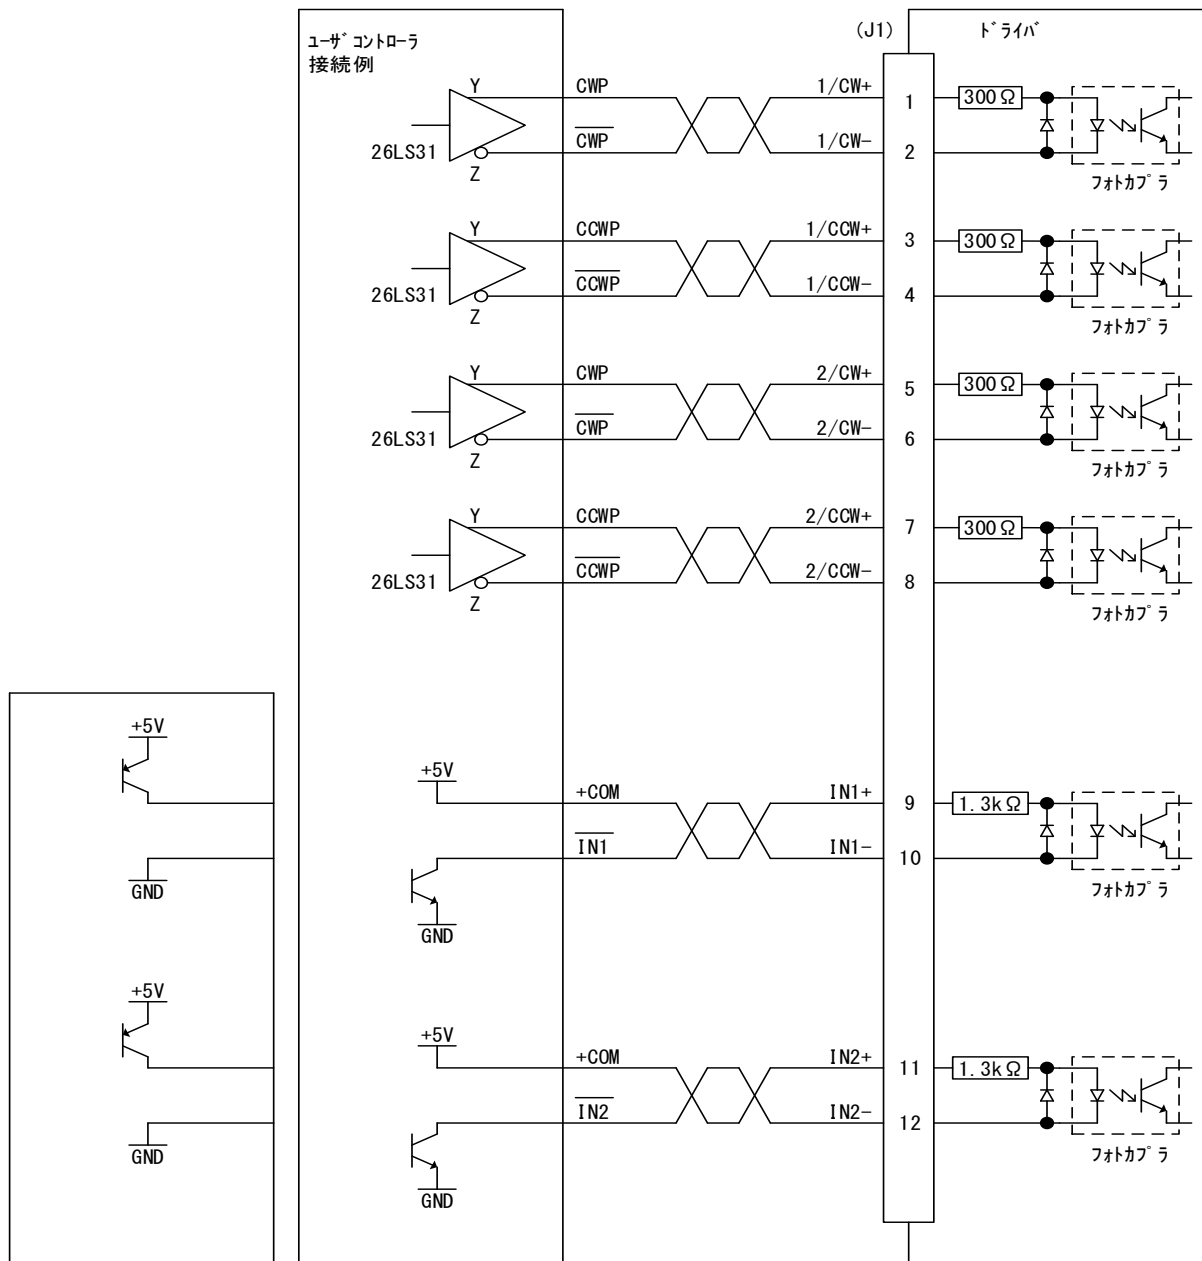 ﾕｰｻﾞｺﾝﾄﾛｰﾗ
接続例
(J1)
ﾄﾞﾗｲﾊﾞ
Y
CWP
1/CW+
1
300Ω
26LS31
CWP
1/CW-
2
Z
ﾌｫﾄｶﾌﾟﾗ
Y
CCWP
1/CCW+
3
300Ω
26LS31
CCWP
1/CCW-
4
Z
ﾌｫﾄｶﾌﾟﾗ
Y
CWP
2/CW+
5
300Ω
26LS31
CWP
2/CW-
6
Z
ﾌｫﾄｶﾌﾟﾗ
Y
CCWP
2/CCW+
7
300Ω
26LS31
CCWP
2/CCW-
8
Z
ﾌｫﾄｶﾌﾟﾗ
+5V
+5V
+COM
IN1+
9
1.3kΩ
IN1
IN1-
10
GND
GND
ﾌｫﾄｶﾌﾟﾗ
+5V
+5V
+COM
IN2+
11
1.3kΩ
IN2
IN2-
12
GND
GND
ﾌｫﾄｶﾌﾟﾗ